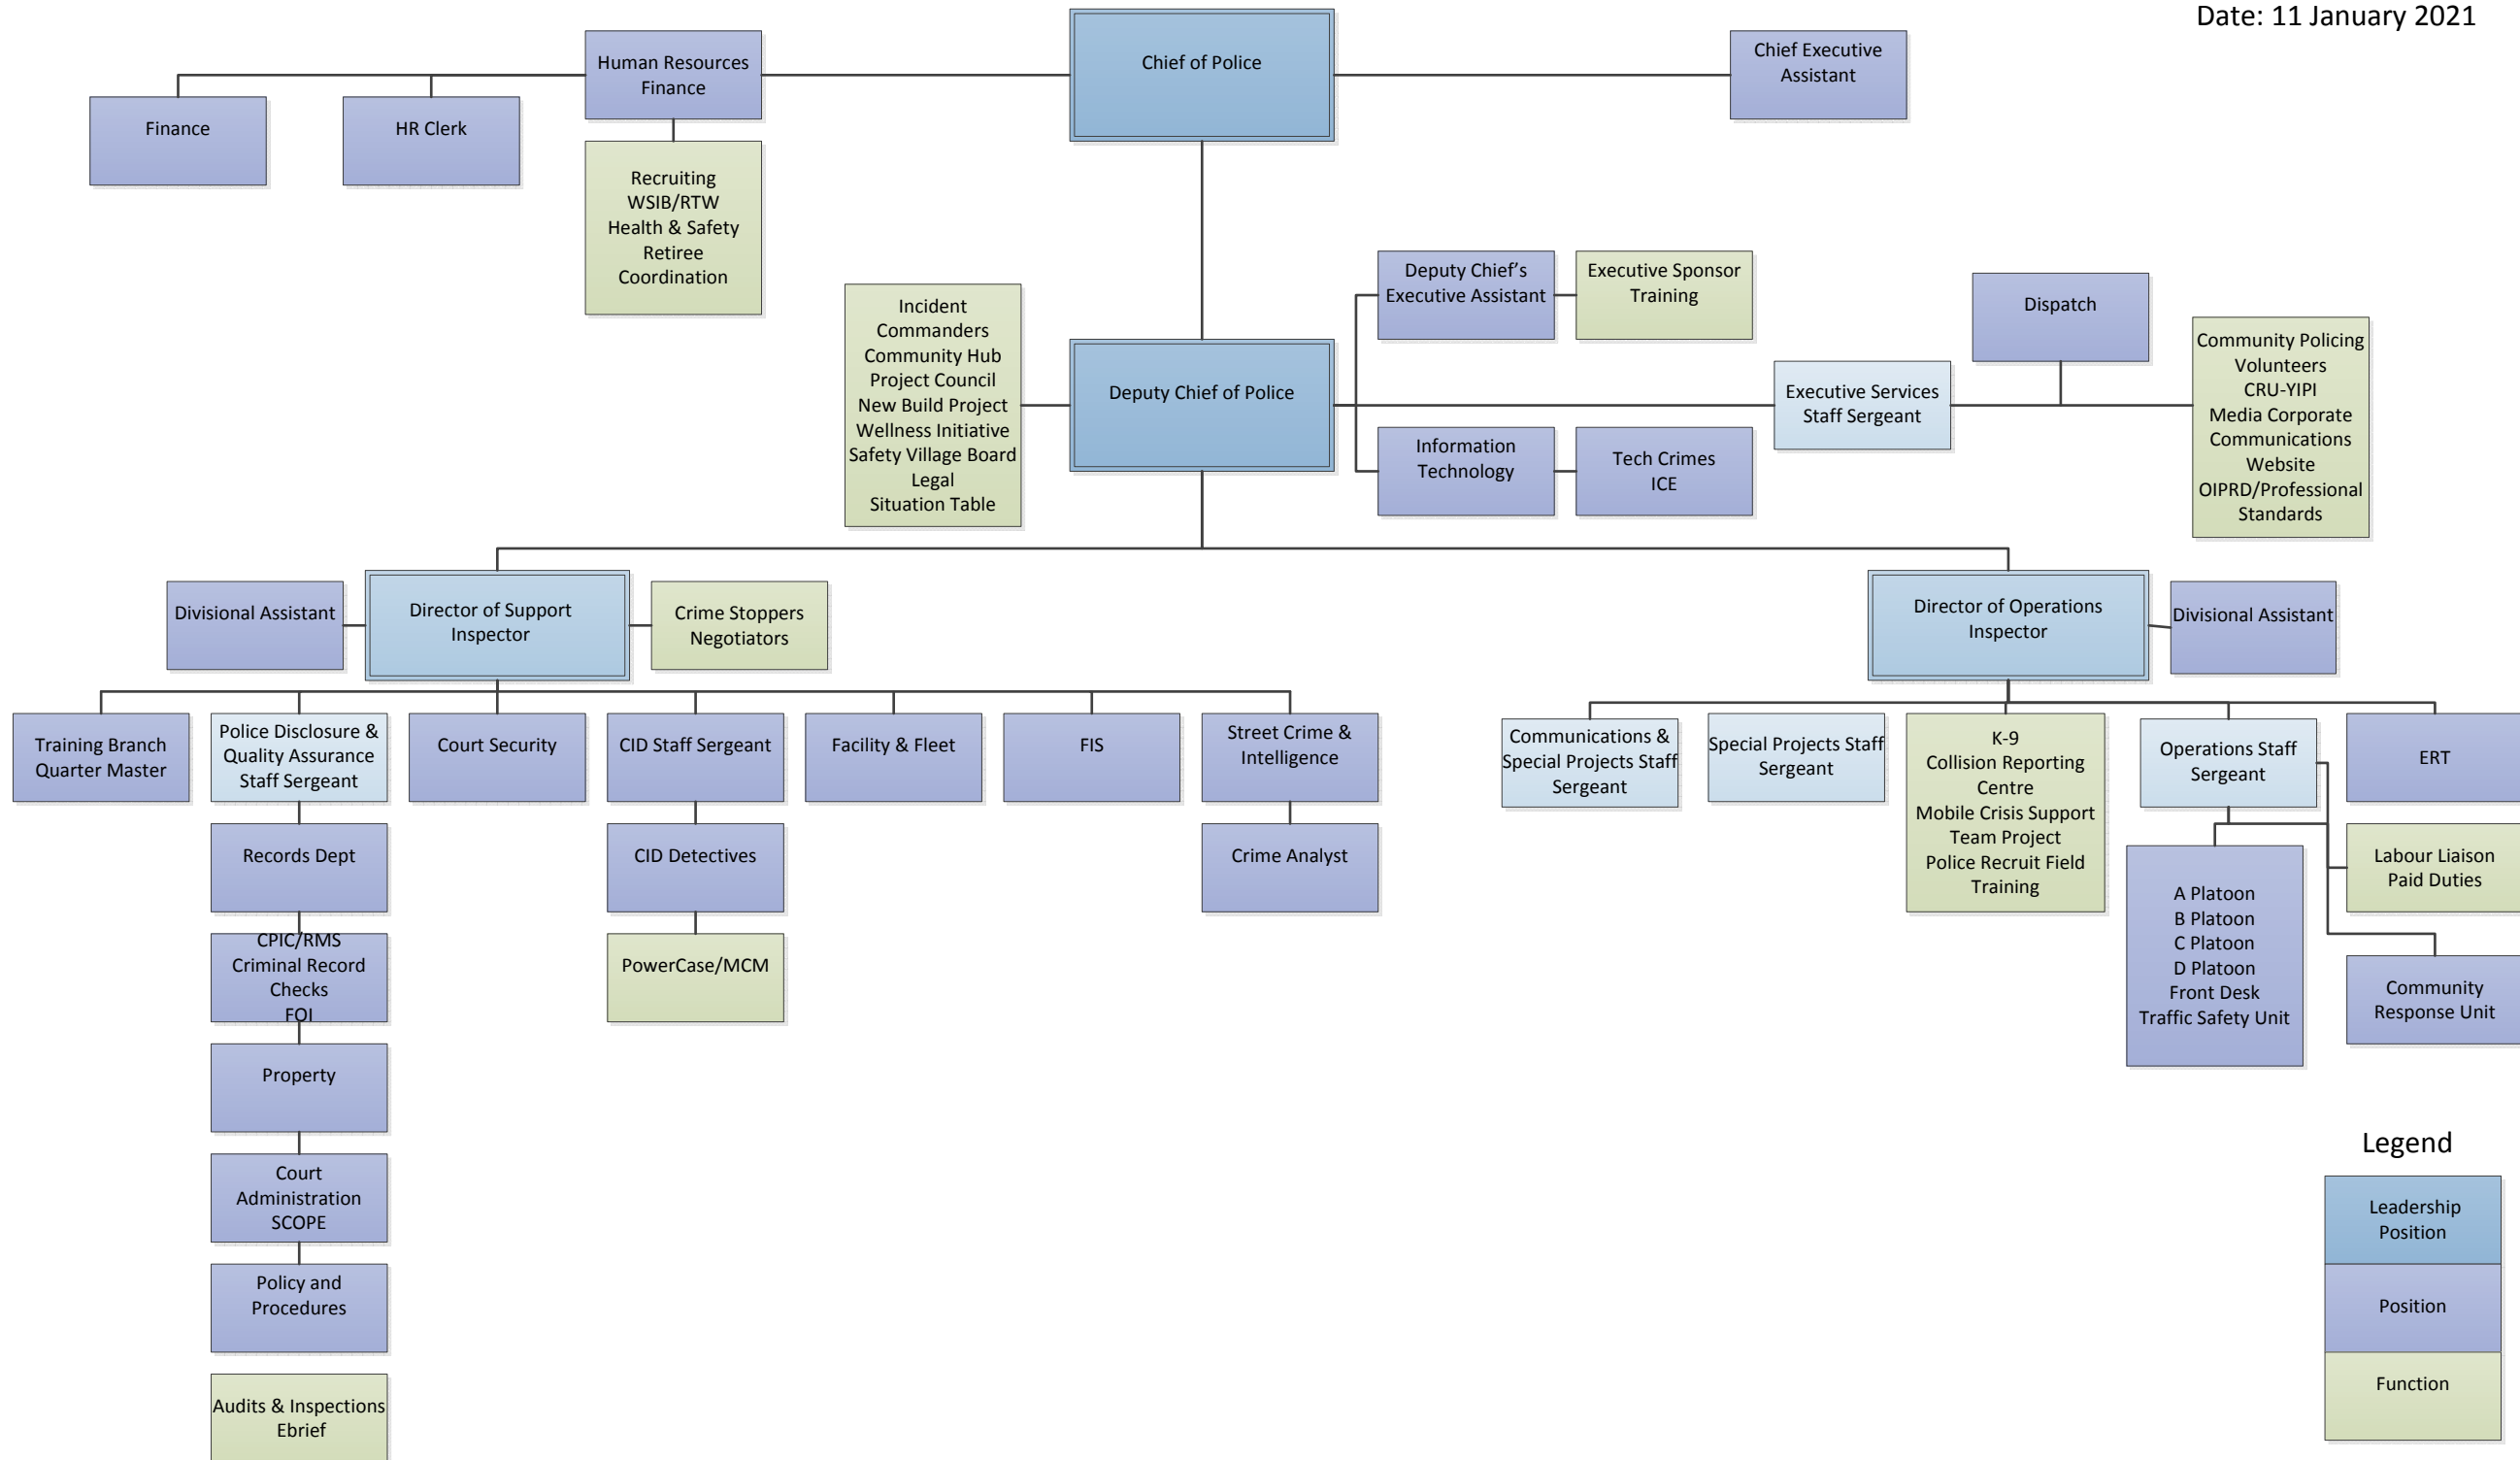 Date: 11 January 2021
Human Resources
Finance
Chief of Police
Chief Executive
Assistant
Finance
HR Clerk
Recruiting
WSIB/RTW
Health & Safety
Retiree
Coordination
Incident
Commanders
Community Hub
Project Council
New Build Project
Wellness Initiative
Safety Village Board
Legal
Situation Table
Deputy Chief of Police
Deputy Chief’s
Executive Assistant
Executive Sponsor
Training
Information
Technology
Tech Crimes
ICE
Executive Services
Staff Sergeant
Dispatch
Community Policing
Volunteers
CRU-YIPI
Media Corporate
Communications
Website
OIPRD/Professional
Standards
Divisional Assistant
Director of Support
Inspector
Crime Stoppers
Negotiators
Director of Operations
Inspector
Divisional Assistant
Training Branch
Quarter Master
Police Disclosure &
Quality Assurance
Staff Sergeant
Court Security
CID Staff Sergeant
Facility & Fleet
FIS
Street Crime &
Intelligence
Communications &
Special Projects Staff
Sergeant
Special Projects Staff
Sergeant
K-9
Collision Reporting
Centre
Mobile Crisis Support
Team Project
Police Recruit Field
Training
Operations Staff
Sergeant
ERT
Records Dept
CID Detectives
Crime Analyst
Labour Liaison
Paid Duties
A Platoon
B Platoon
C Platoon
D Platoon
Front Desk
Traffic Safety Unit
CPIC/RMS
Criminal Record
Checks
FOI
PowerCase/MCM
Community
Response Unit
Property
Court
Administration
SCOPE
Policy and
Procedures
Audits & Inspections
Ebrief
Legend
Leadership
Position
Position
Function